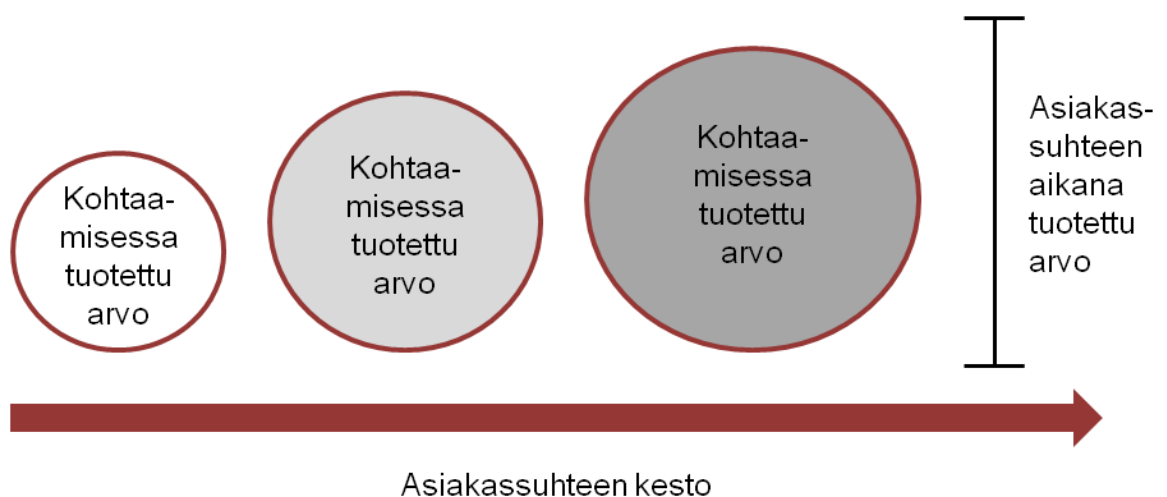 Kohtaa-
misessa
tuotettu
arvo
Kohtaa-
misessa
tuotettu
arvo
Kohtaa-
misessa
tuotettu
arvo
Asiakas-
suhteen
aikana
tuotettu
arvo
Asiakassuhteen kesto